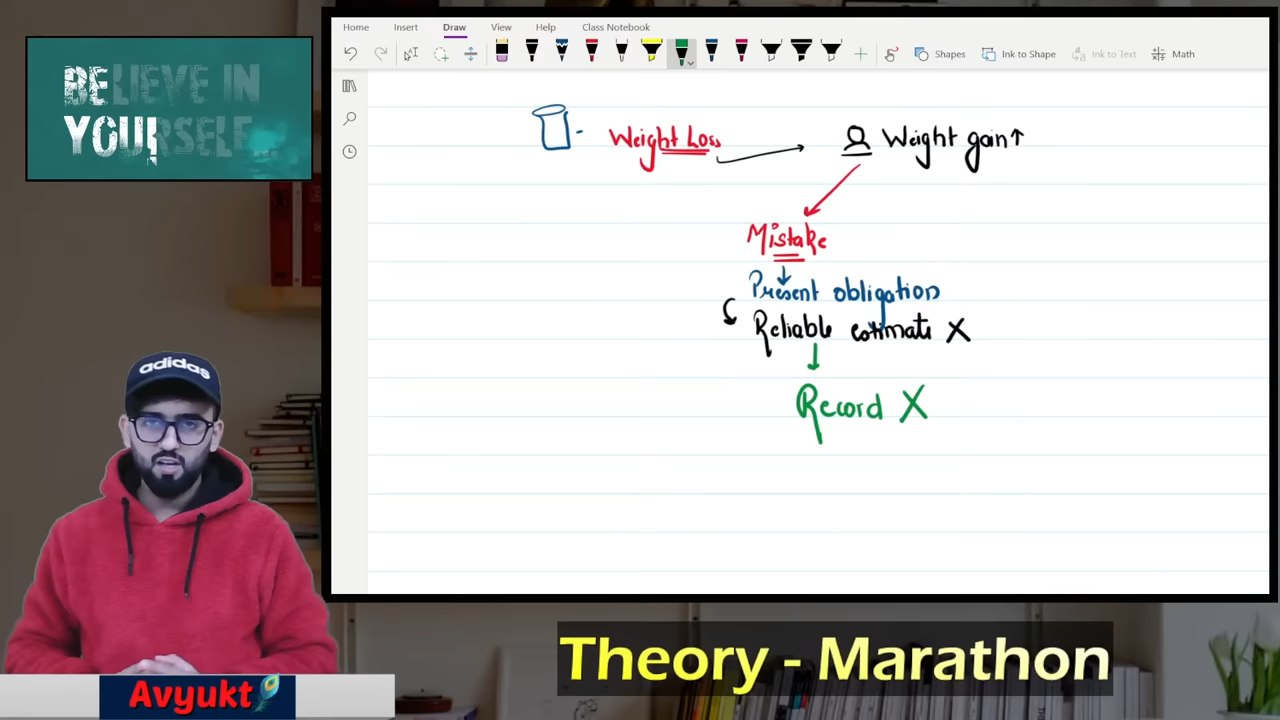 BELIEVE IN
YOURSELF
Home Insert Draw View Help Class Notebook
Shapes Ink to Shape Ink to Text Math
Weight Loss
Weight gain↑
Mistake
Present obligation
Reliable estimate X
Record X
adidas
Avyukt
Theory - Marathon